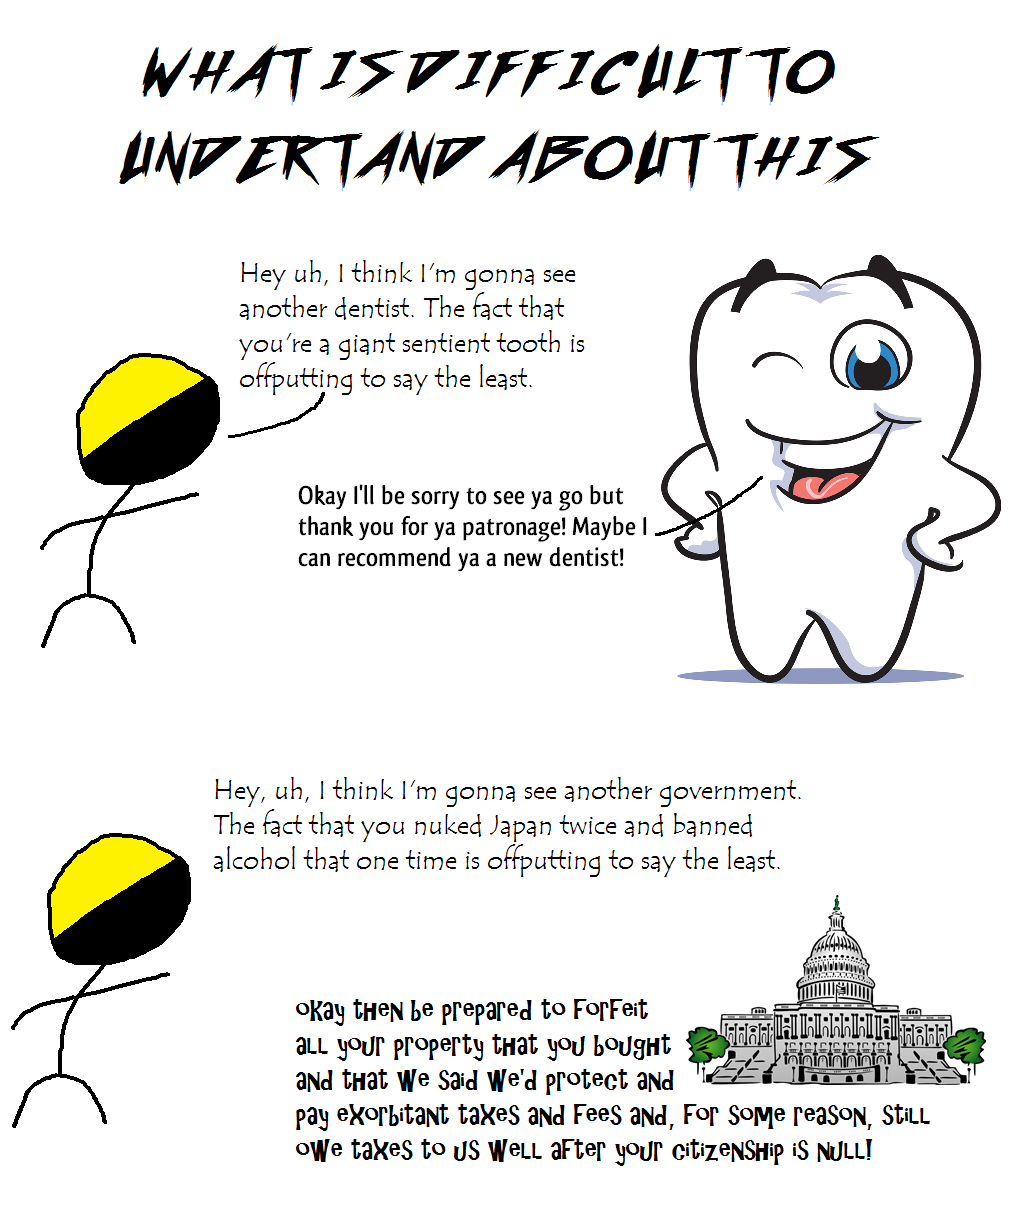 WHAT IS DIFFICULT TO
UNDERTAND ABOUT THIS
Hey uh, I think I'm gonna see
another dentist. The fact that
you're a giant sentient tooth is
offputting to say the least.
Okay I'll be sorry to see ya go but
thank you for ya patronage! Maybe I
can recommend ya a new dentist!
Hey, uh, I think I'm gonna see another government.
The fact that you nuked Japan twice and banned
alcohol that one time is offputting to say the least.
Okay then be prepared to forfeit
all your property that you bought
and that we said we'd protect and
pay exorbitant taxes and fees and, for some reason, still
owe taxes to us well after your citizenship is null!